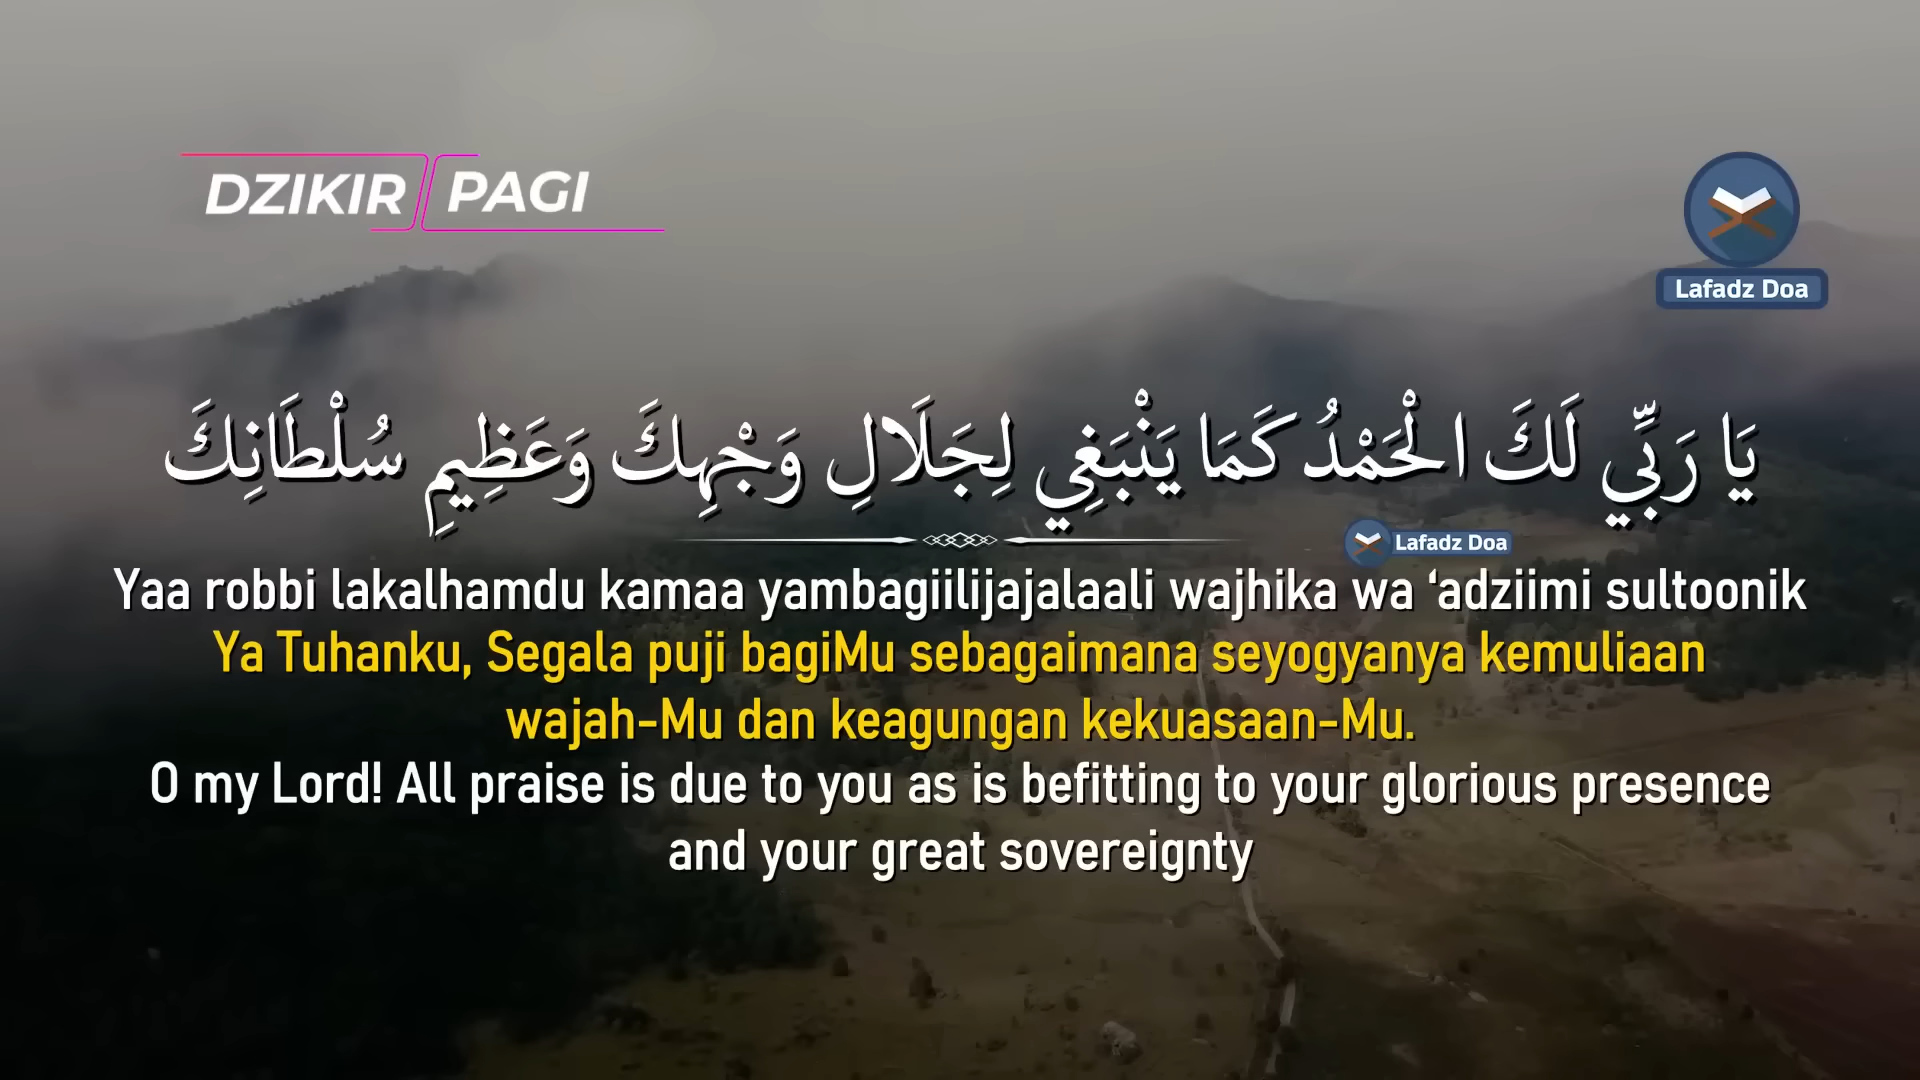 DZIKIR PAGI
Lafadz Doa
يَا رَبِّي لَكَ الْحَمْدُ كَمَا يَنْبَغِي لِجَلَالِ وَجْهِكَ وَعَظِيمِ سُلْطَانِكَ
Lafadz Doa
Yaa robbi lakalhamdu kamaa yambagiilijajalaali wajhika wa ‘adziimi sultoonik
Ya Tuhanku, Segala puji bagiMu sebagaimana seyogyanya kemuliaan
wajah-Mu dan keagungan kekuasaan-Mu.
O my Lord! All praise is due to you as is befitting to your glorious presence
and your great sovereignty